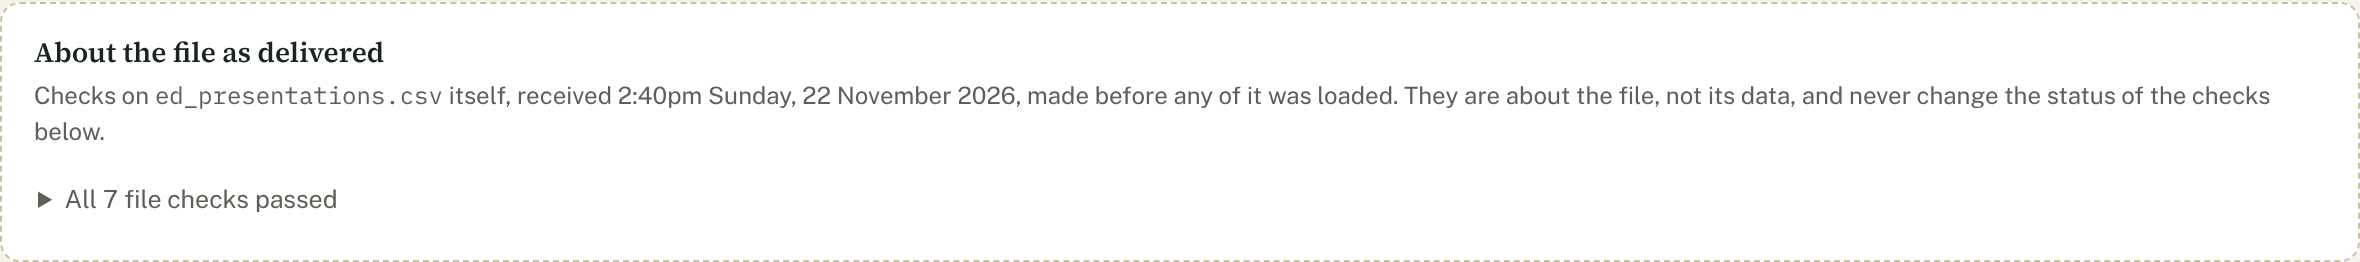 About the file as delivered
Checks on ed_presentations.csv itself, received 2:40pm Sunday, 22 November 2026, made before any of it was loaded. They are about the file, not its data, and never change the status of the checks
below.
▶ All 7 file checks passed